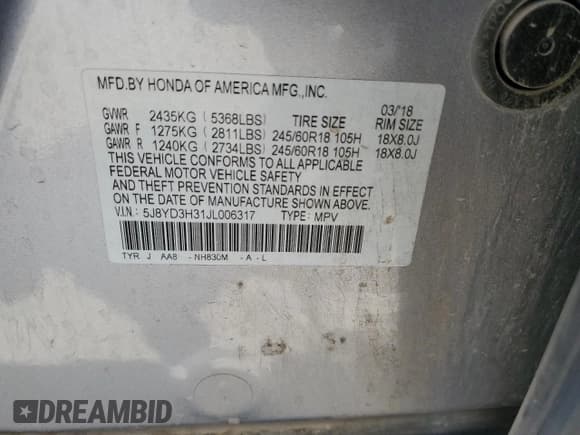 MFD.BY HONDA OF AMERICA MFG.,INC.
03/'18
GVWR 2435KG ( 5368LBS) TIRE SIZE RIM SIZE
GAWR F 1275KG ( 2811LBS) 245/60R18 105H 18X8.0J
GAWR R 1240KG ( 2734LBS) 245/60R18 105H 18X8.0J
THIS VEHICLE CONFORMS TO ALL APPLICABLE
FEDERAL MOTOR VEHICLE SAFETY
AND THEFT PREVENTION STANDARDS IN EFFECT
ON THE DATE OF MANUFACTURE SHOWN ABOVE.
V.I.N.: 5J8YD3H31JL006317 TYPE: MPV
TYR J AA8 -NH830M -A-L
DREAMBID